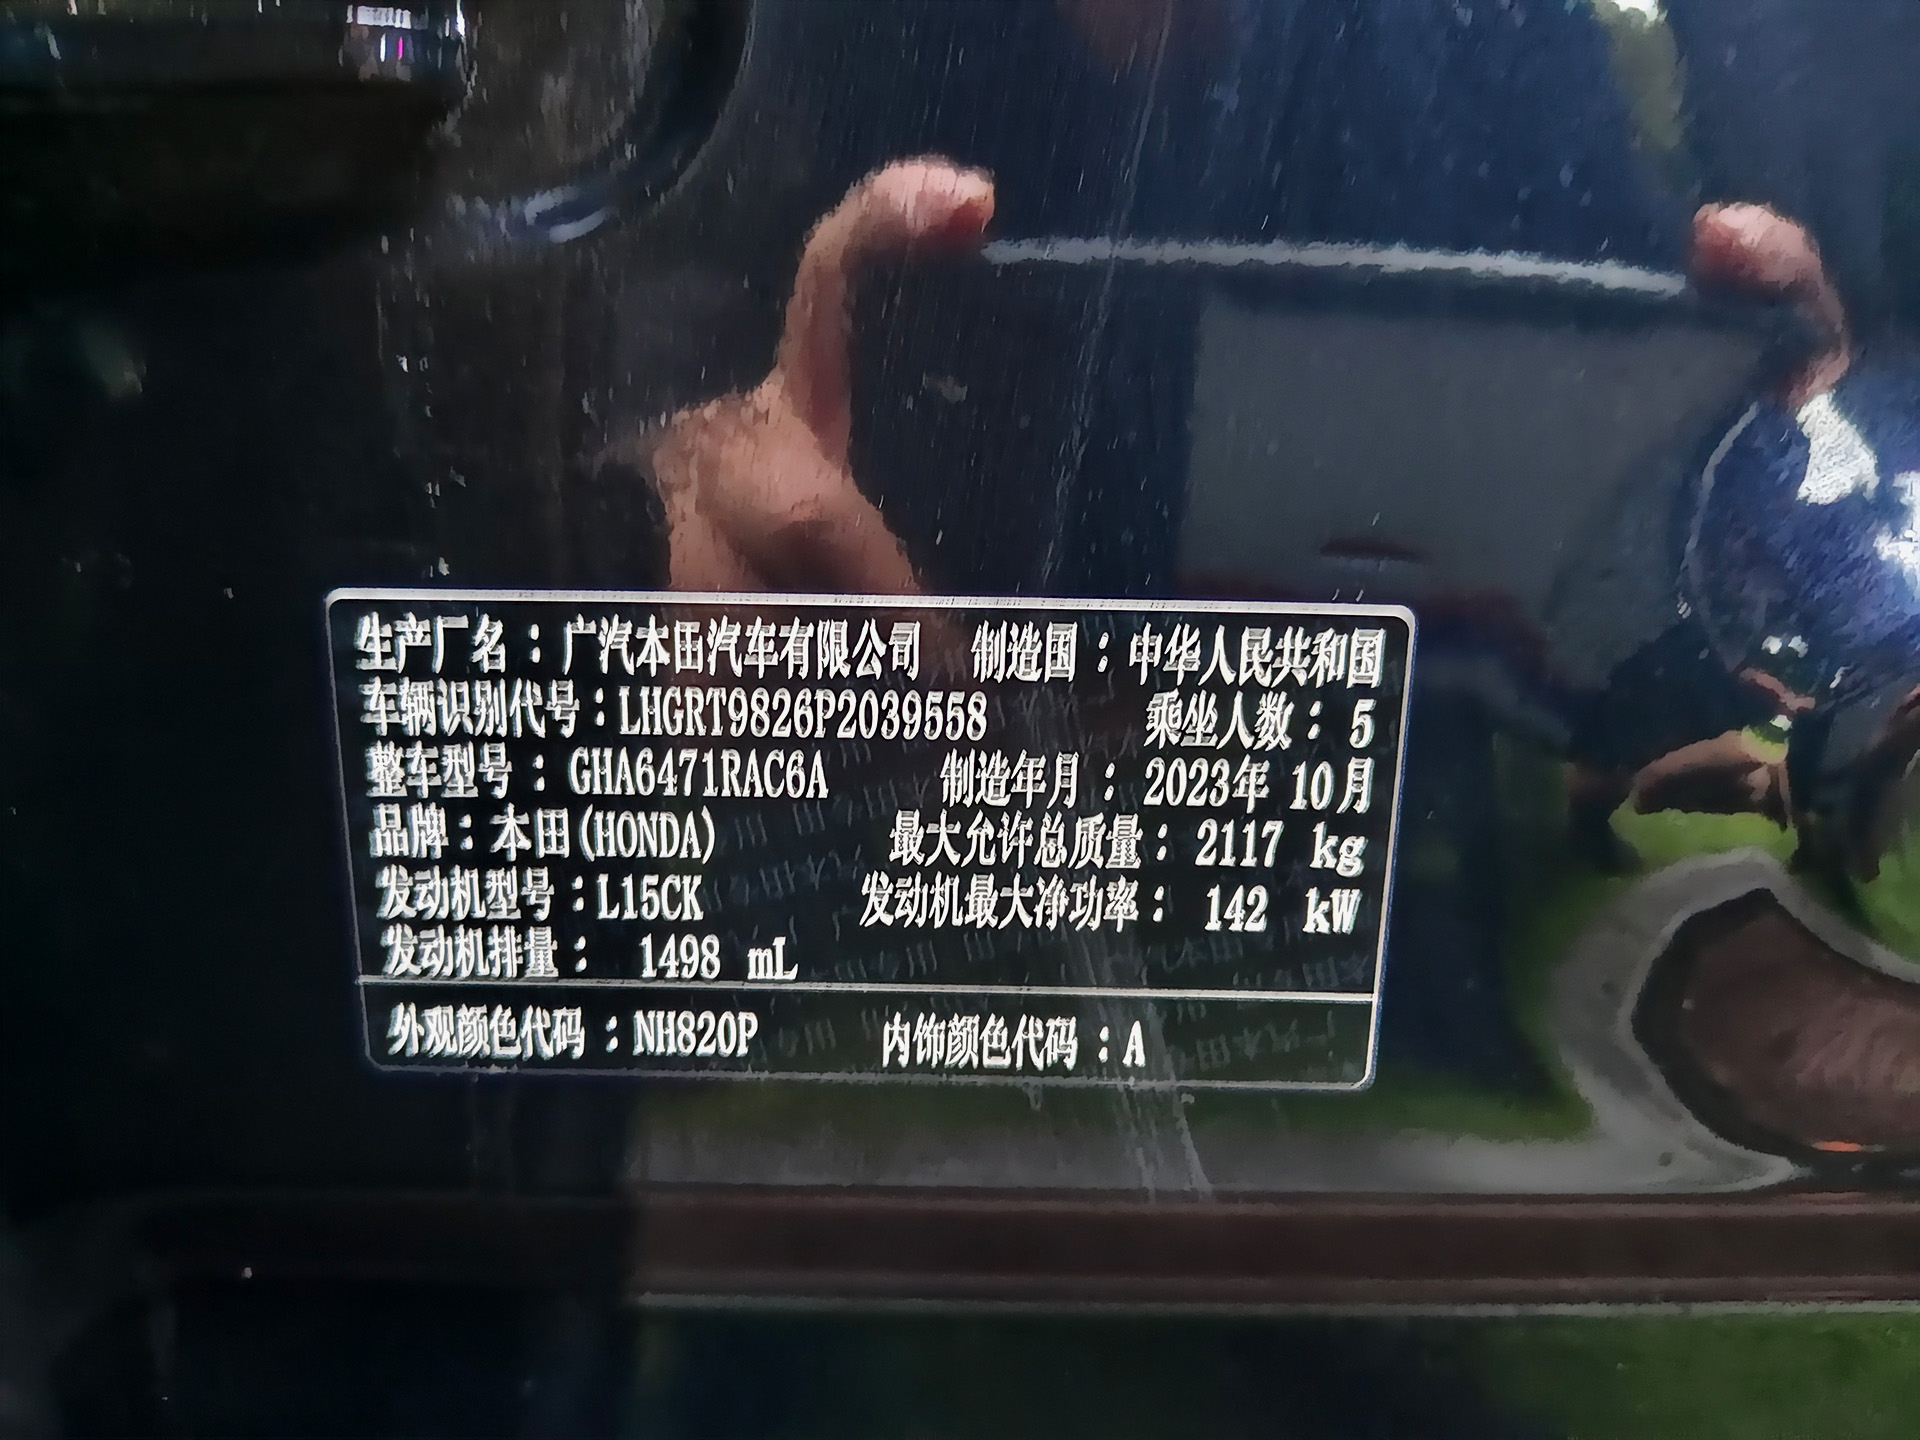 生产厂名：广汽本田汽车有限公司 制造国：中华人民共和国
车辆识别代号：LHGRT9826P2039558 乘坐人数：5
整车型号：GHA6471RAC6A 制造年月：2023年 10月
品牌：本田(HONDA) 最大允许总质量：2117 kg
发动机型号：L15CK 发动机最大净功率：142 kW
发动机排量：1498 mL
外观颜色代码：NH820P 内饰颜色代码：A